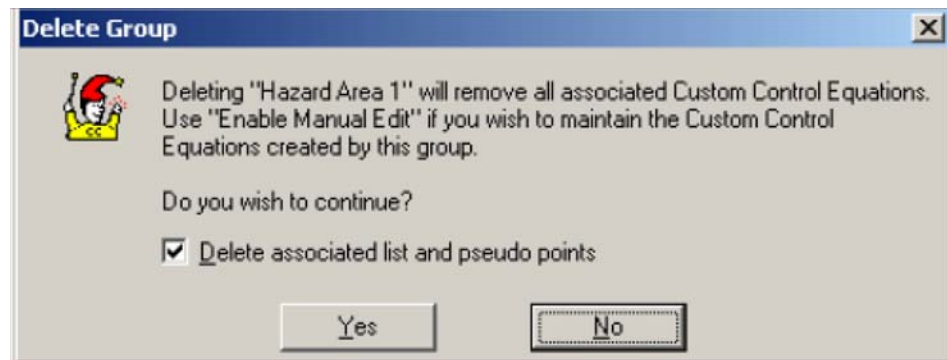 Delete Group
Deleting "Hazard Area 1" will remove all associated Custom Control Equations.
Use "Enable Manual Edit" if you wish to maintain the Custom Control
Equations created by this group.
Do you wish to continue?
Delete associated list and pseudo points
Yes
No
CC